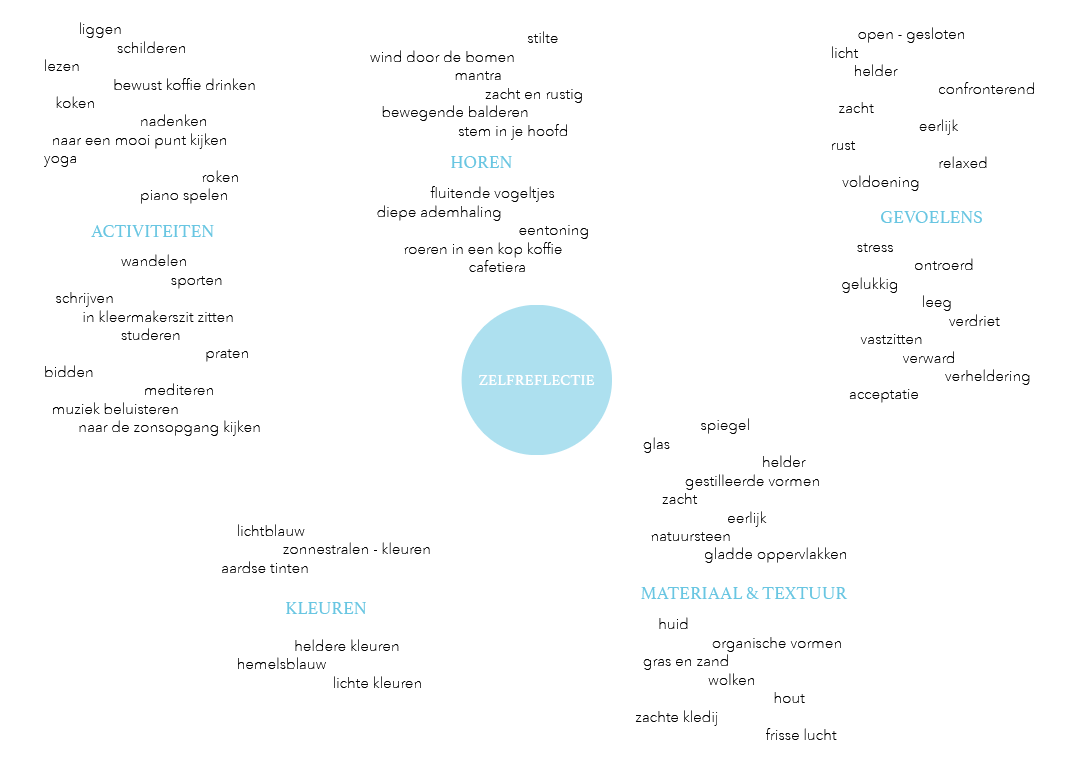 liggen
schilderen
lezen
bewust koffie drinken
koken
nadenken
naar een mooi punt kijken
yoga
roken
piano spelen
ACTIVITEITEN
wandelen
sporten
schrijven
in kleermakerszit zitten
studeren
praten
bidden
mediteren
muziek beluisteren
naar de zonsopgang kijken
stilte
wind door de bomen
mantra
zacht en rustig
bewegende balderen
stem in je hoofd
HOREN
fluitende vogeltjes
diepe ademhaling
eentoning
roeren in een kop koffie
cafetiera
open - gesloten
licht
helder
confronterend
zacht
eerlijk
rust
relaxed
voldoening
GEVOELENS
stress
ontroerd
gelukkig
leeg
verdriet
vastzitten
verward
verheldering
acceptatie
ZELFREFLECTIE
lichtblauw
zonnestralen - kleuren
aardse tinten
KLEUREN
heldere kleuren
hemelsblauw
lichte kleuren
spiegel
glas
helder
gestilleerde vormen
zacht
eerlijk
natuursteen
gladde oppervlakken
MATERIAAL & TEXTUUR
huid
organische vormen
gras en zand
wolken
hout
zachte kledij
frisse lucht